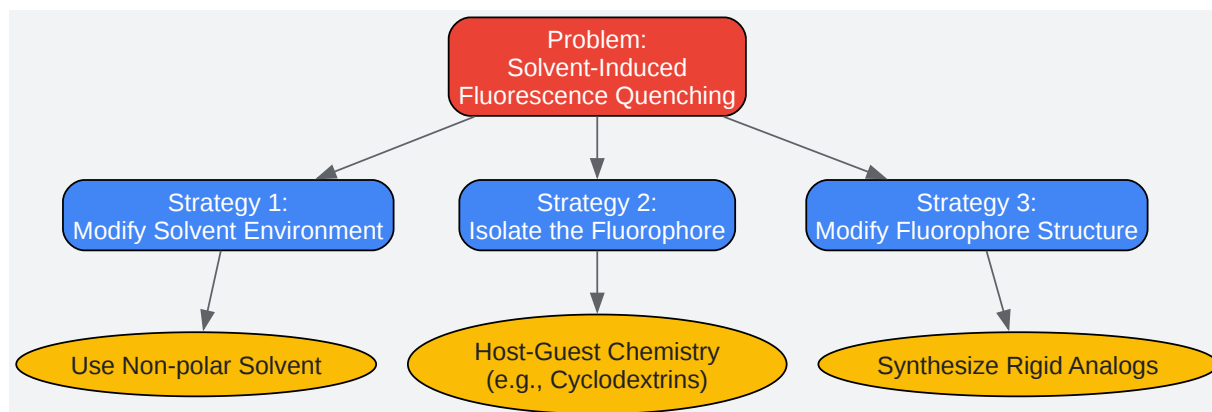 Problem:
Solvent-Induced
Fluorescence Quenching
Strategy 1:
Modify Solvent Environment
Strategy 2:
Isolate the Fluorophore
Strategy 3:
Modify Fluorophore Structure
Use Non-polar Solvent
Host-Guest Chemistry
(e.g., Cyclodextrins)
Synthesize Rigid Analogs